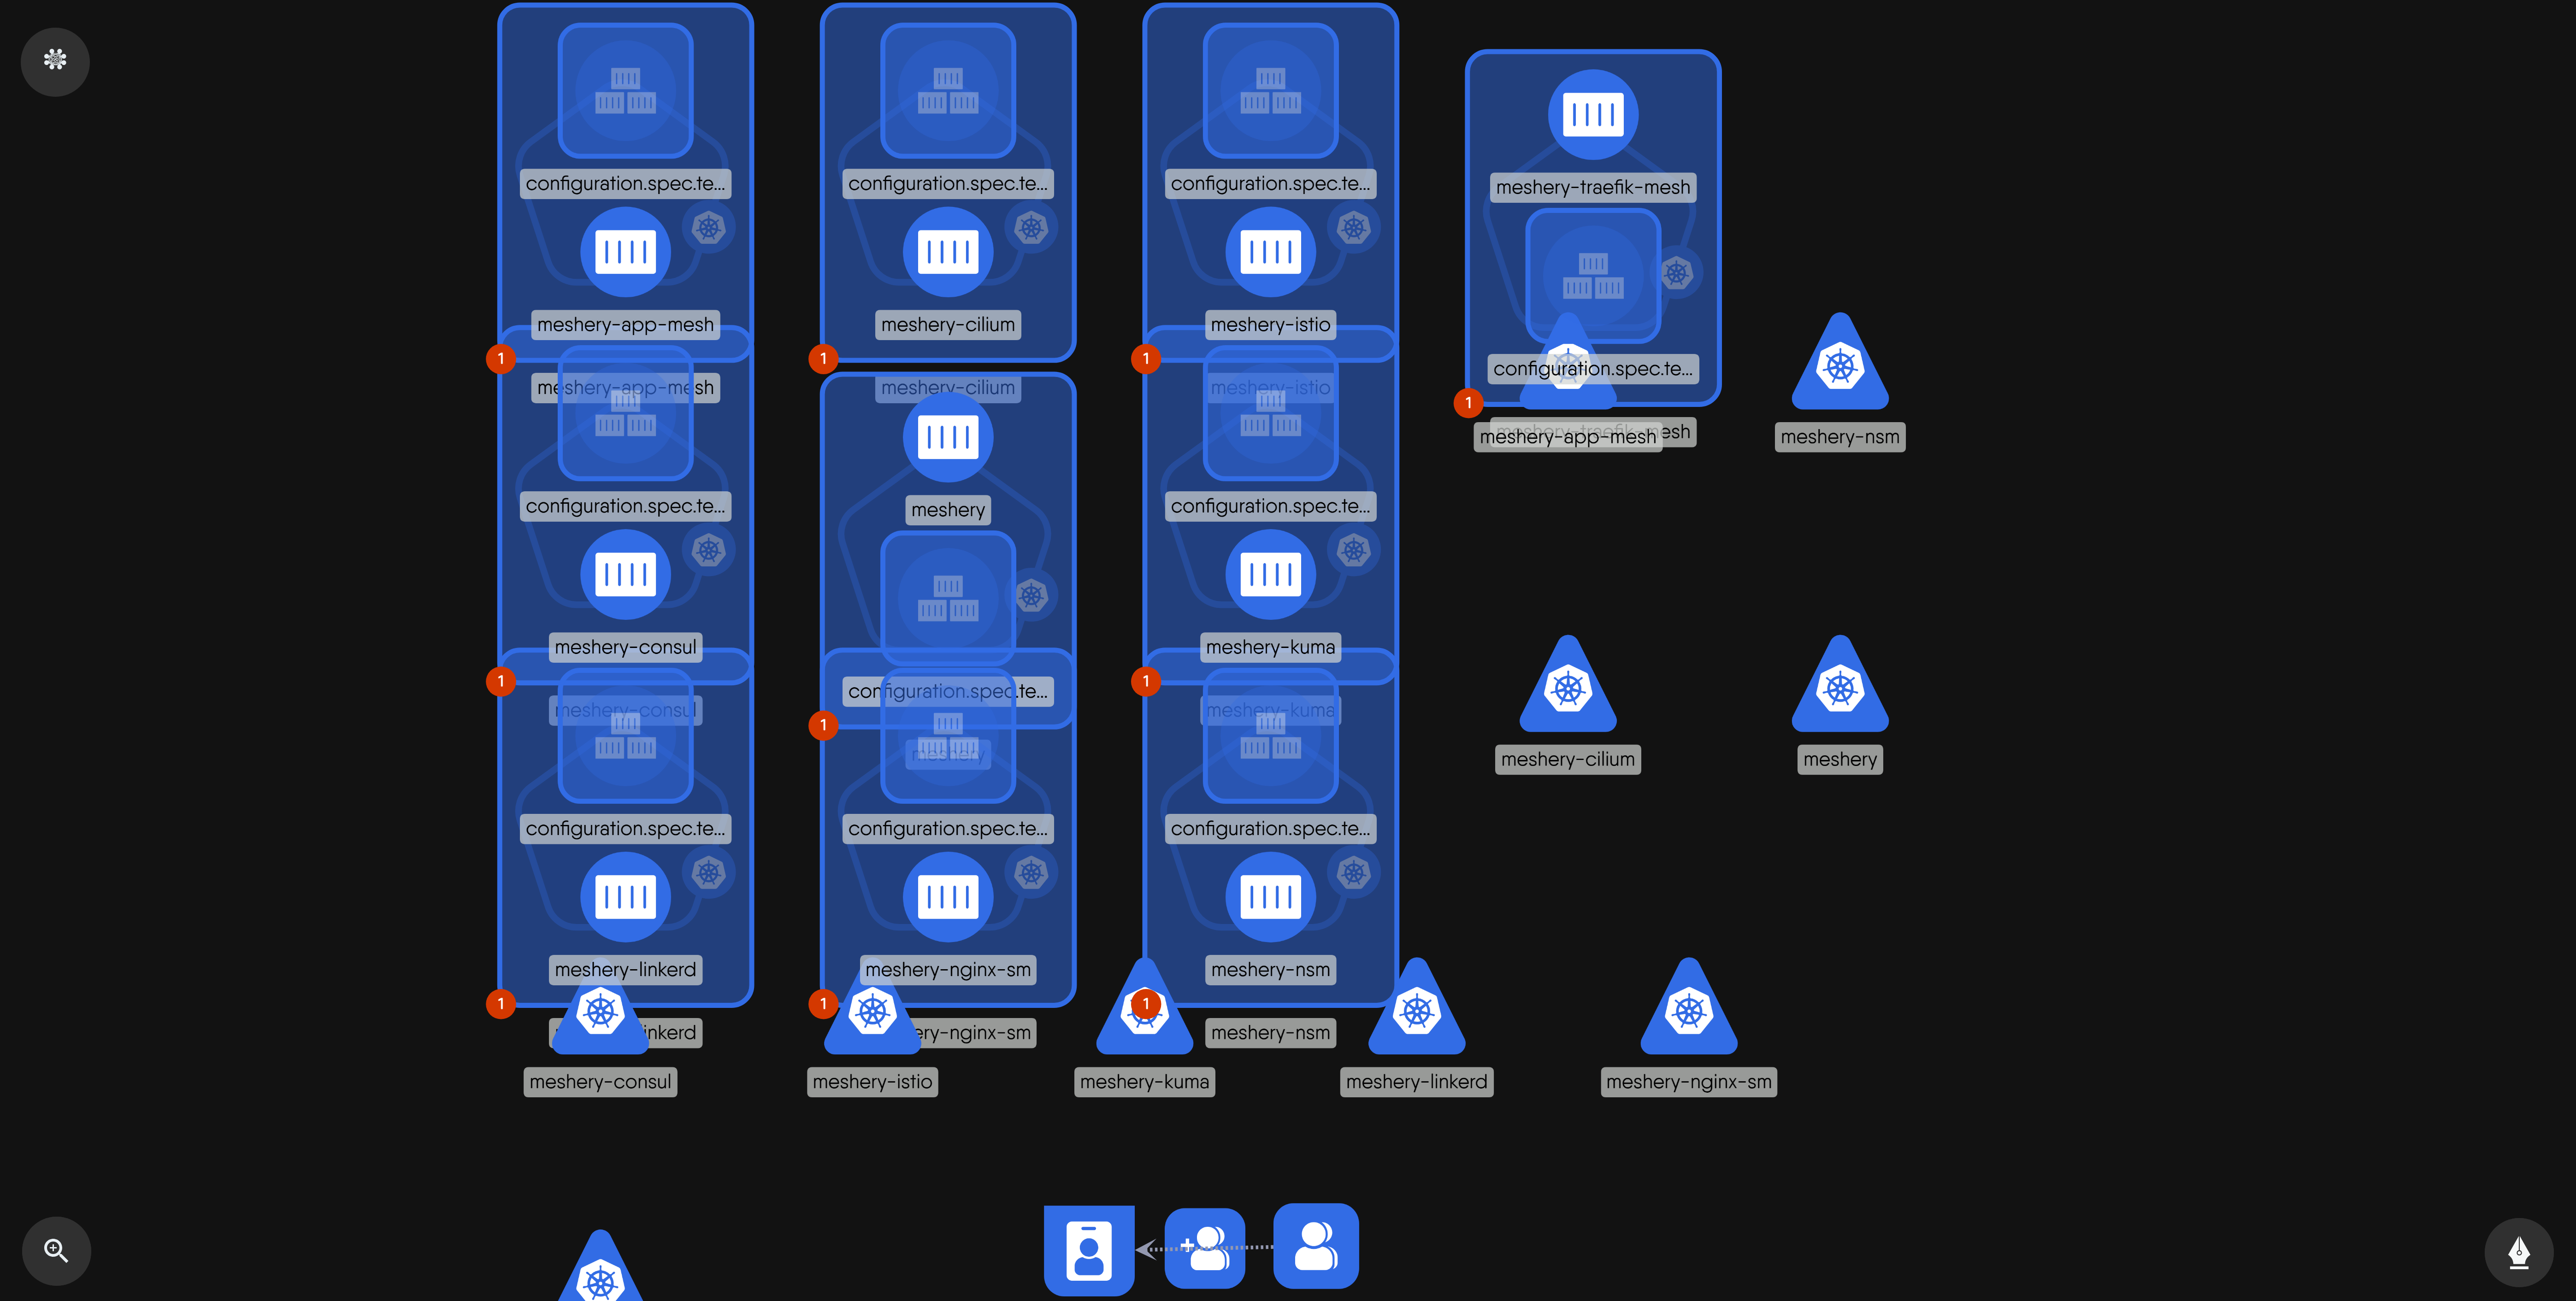 configuration.spec.te...
configuration.spec.te...
configuration.spec.te...
meshery-traefik-mesh
meshery-app-mesh
meshery-cilium
meshery-istio
configuration.spec.te...
1
1
1
meshery-app-mesh
meshery-cilium
meshery-istio
1
meshery-app-mesh
mesh
meshery-nsm
configuration.spec.te...
meshery
configuration.spec.te...
meshery-consul
meshery-kuma
1
configuration.spec.te...
1
meshery-consul
meshery-kuma
1
meshery
meshery-cilium
meshery
configuration.spec.te...
configuration.spec.te...
configuration.spec.te...
meshery-linkerd
meshery-nginx-sm
meshery-nsm
1
1
1
inkerd
ery-nginx-sm
meshery-nsm
meshery-consul
meshery-istio
meshery-kuma
meshery-linkerd
meshery-nginx-sm